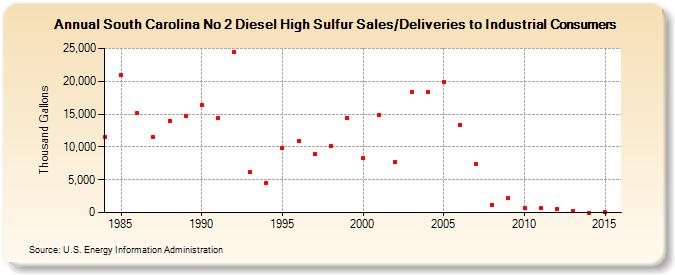 Annual South Carolina No 2 Diesel High Sulfur Sales/Deliveries to Industrial Consumers
Thousand Gallons
25,000
20,000
15,000
10,000
5,000
0
1985 1990 1995 2000 2005 2010 2015
Source: U.S. Energy Information Administration